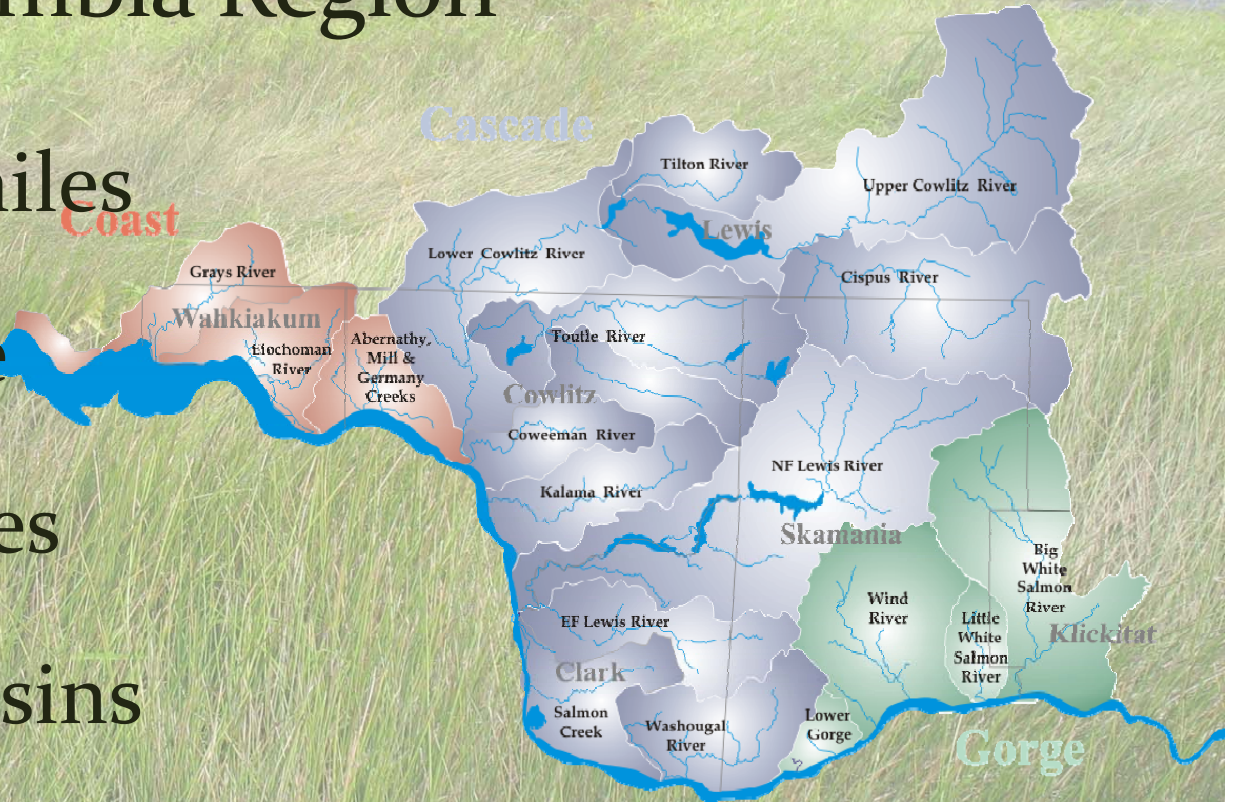 mbia Region
Cascade
niles
Coast
Tilton River
Upper Cowlitz River
Lewis
Lower Cowlitz River
Grays River
Cispus River
Wahkiakum
Elochoman
River
Abernathy,
Mill &
Germany
Creeks
Toutle River
e
Cowlitz
Coweeman River
NF Lewis River
Kalama River
es
Skamania
Big
White
Salmon
River
Wind
River
Little
White
Salmon
River
Klickitat
EF Lewis River
Clark
sins
Salmon
Creek
Washougal
River
Lower
Gorge
Gorge